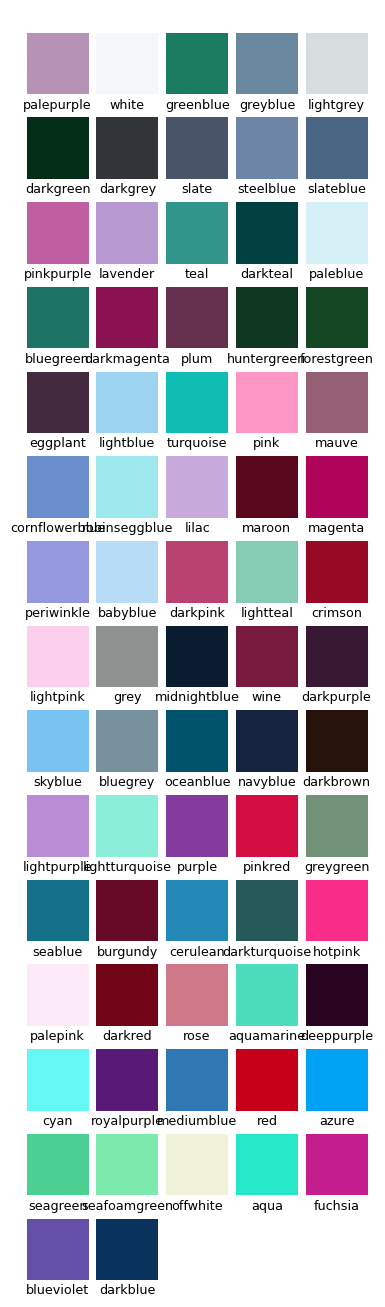 palepurple white greenblue greyblue lightgrey
darkgreen darkgrey slate steelblue slateblue
pinkpurple lavender teal darkteal paleblue
bluegreen darkmagenta plum huntergreen forestgreen
eggplant lightblue turquoise pink mauve
cornflowerblue robinseggblue lilac maroon magenta
periwinkle babyblue darkpink lightteal crimson
lightpink grey midnightblue wine darkpurple
skyblue bluegrey oceanblue navyblue darkbrown
lightpurple lightturquoise purple pinkred greygreen
seablue burgundy cerulean darkturquoise hotpink
palepink darkred rose aquamarine deeppurple
cyan royalpurple mediumblue red azure
seagreen seafoamgreen offwhite aqua fuchsia
blueviolet darkblue